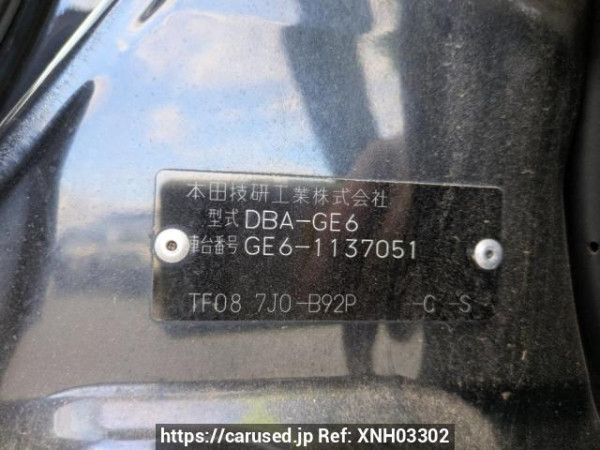 本田技研工業株式会社
型式 DBA-GE6
車台番号 GE6-1137051
TF08 7J0-B92P -C -S
https://carused.jp Ref: XNH03302